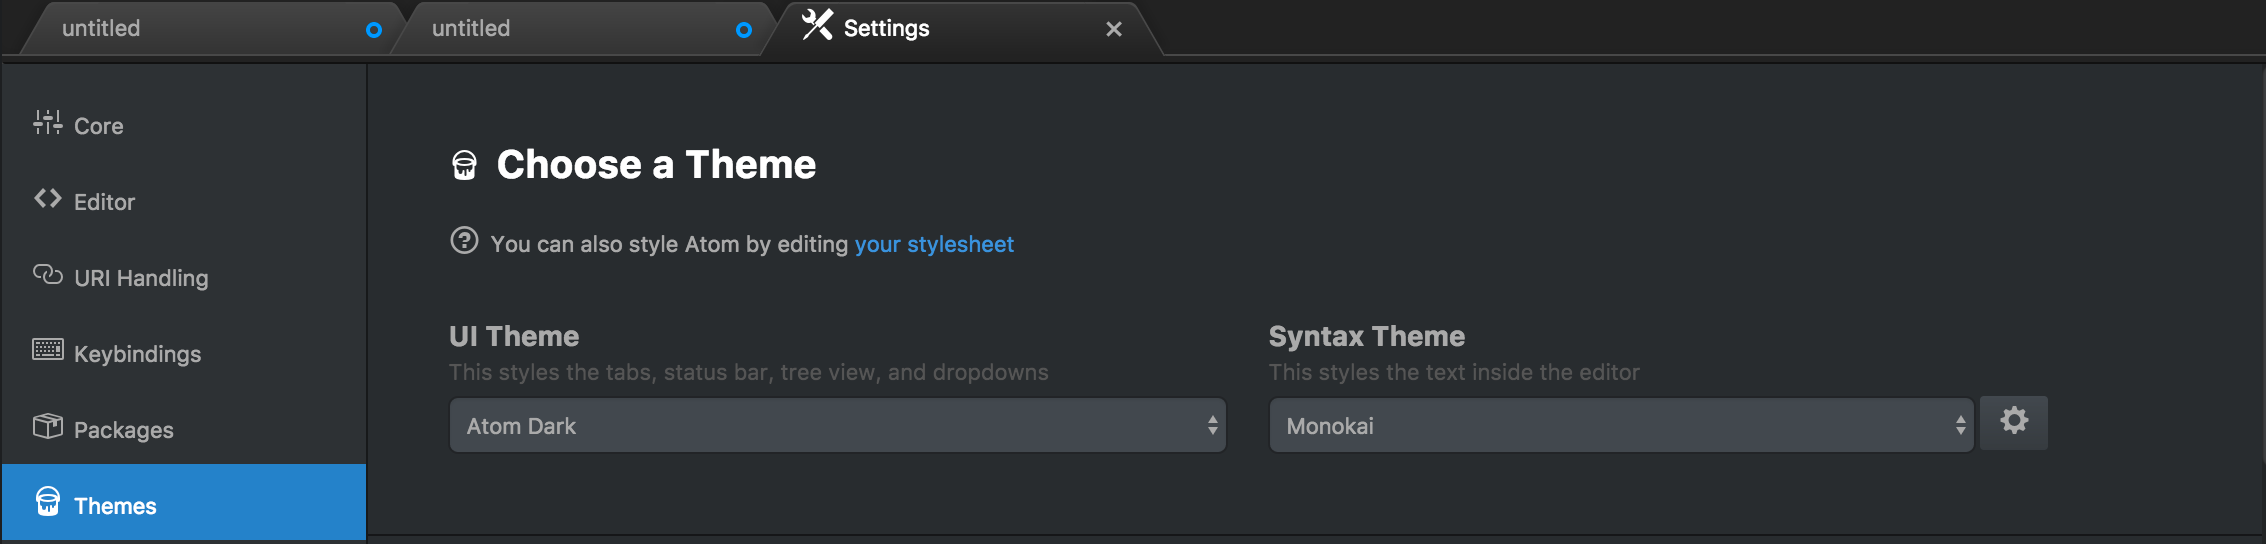 untitled
untitled
Settings
Core
Editor
URI Handling
Keybindings
Packages
Themes
Choose a Theme
You can also style Atom by editing your stylesheet
UI Theme
This styles the tabs, status bar, tree view, and dropdowns
Atom Dark
Syntax Theme
This styles the text inside the editor
Monokai